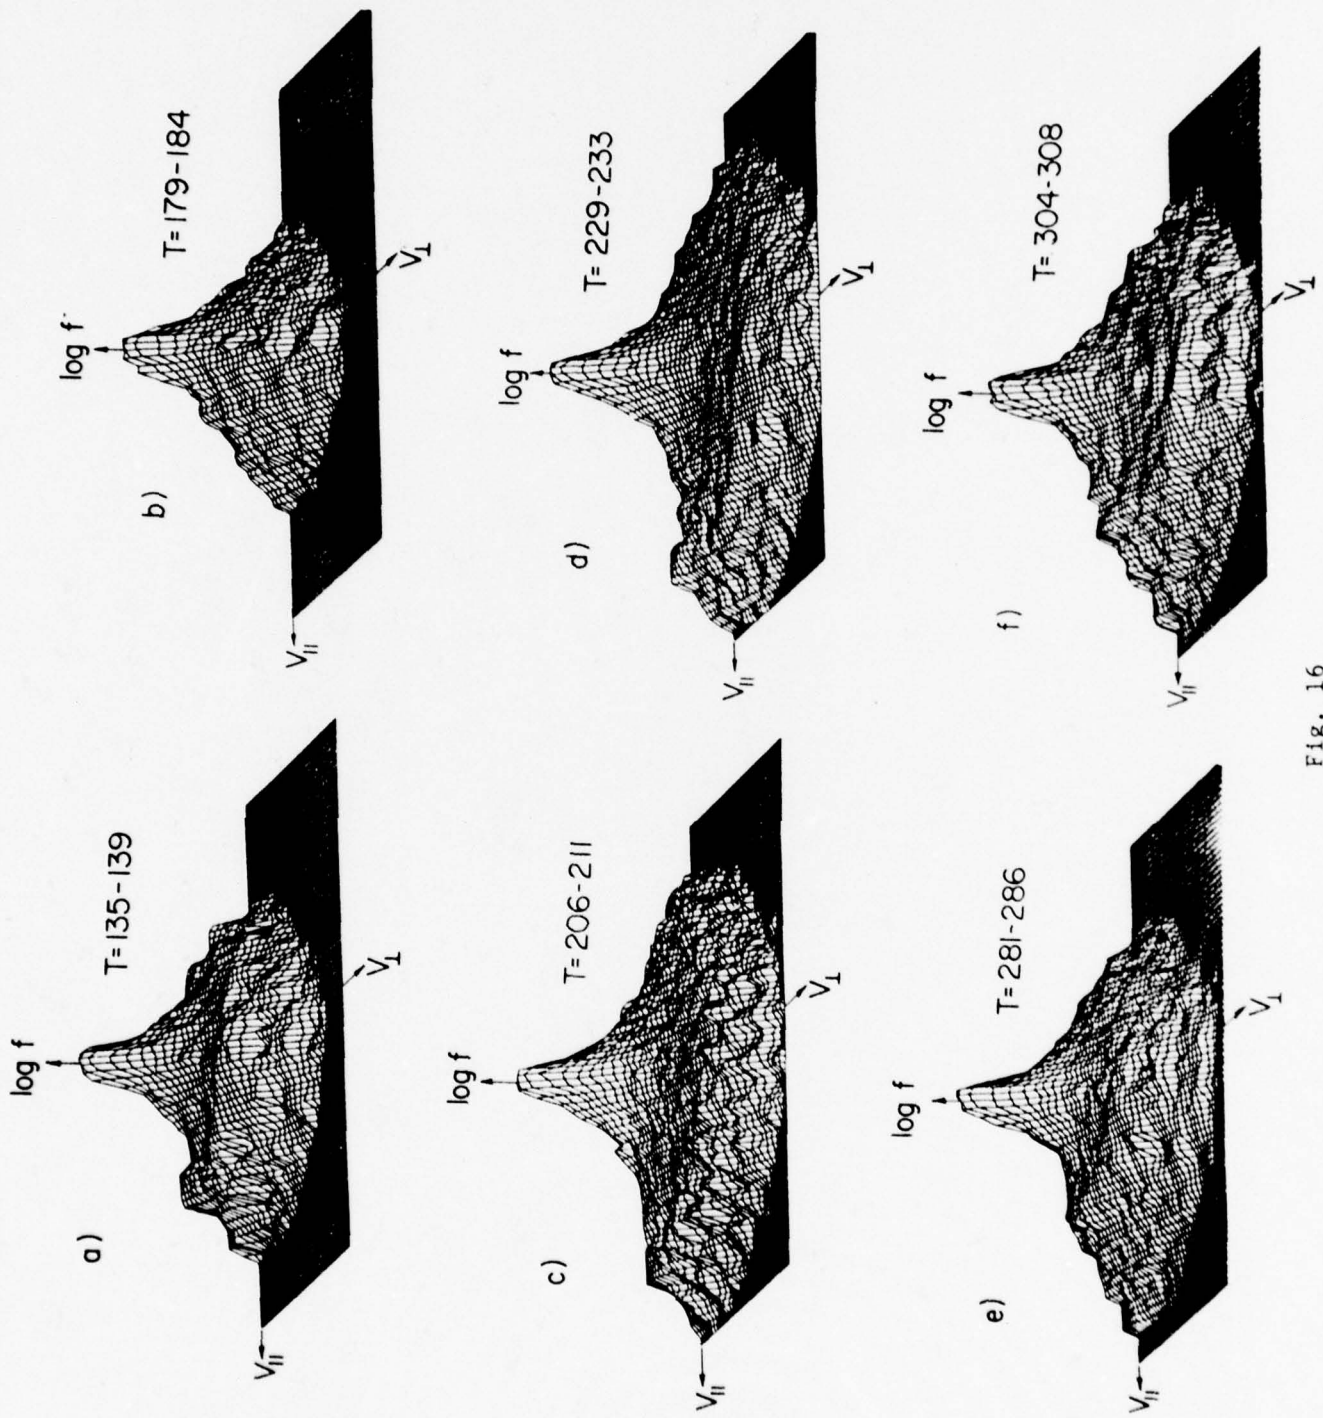 a)
log f
T=135-139
V||
V⊥
b)
log f
T=179-184
V||
V⊥
c)
log f
T=206-211
V||
V⊥
d)
log f
T=229-233
V||
V⊥
e)
log f
T=281-286
V||
V⊥
f)
log f
T=304-308
V||
V⊥
Fig. 16